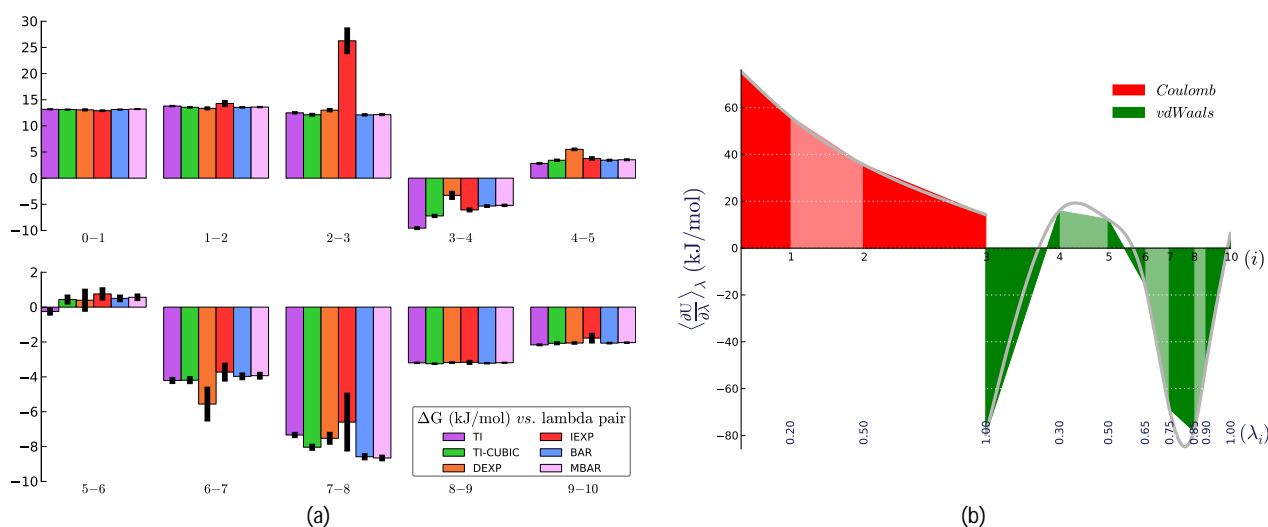 30
25
20
15
10
5
0
−5
−10
0−1 1−2 2−3 3−4 4−5
2
0
−2
−4
−6
−8
−10
5−6 6−7 7−8 8−9 9−10
ΔG (kJ/mol) vs. lambda pair
TI IEXP
TI-CUBIC BAR
DEXP MBAR
(a)
Coulomb
vdWaals
60
40
20
0
−20
−40
−60
−80
⟨∂U/∂λ⟩λ (kJ/mol)
1 2 3 4 5 6 7 8 9 10 (i)
0.20 0.50 1.00 0.30 0.50 0.65 0.75 0.85 0.90 1.00 (λi)
(b)